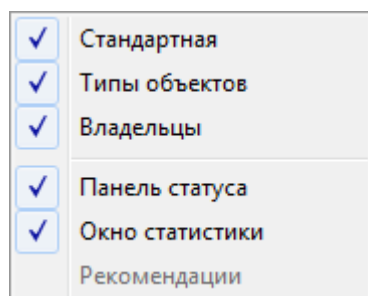 Стандартная
Типы объектов
Владельцы
Панель статуса
Окно статистики
Рекомендации